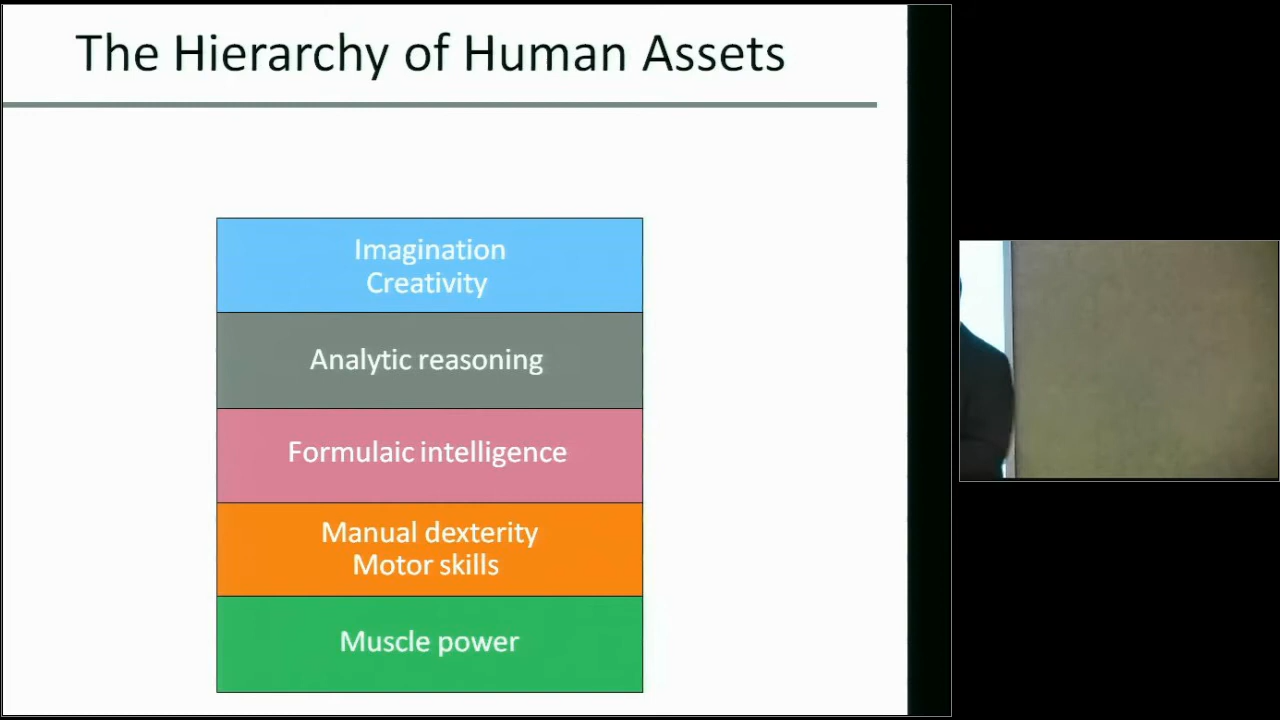 The Hierarchy of Human Assets
Imagination
Creativity
Analytic reasoning
Formulaic intelligence
Manual dexterity
Motor skills
Muscle power